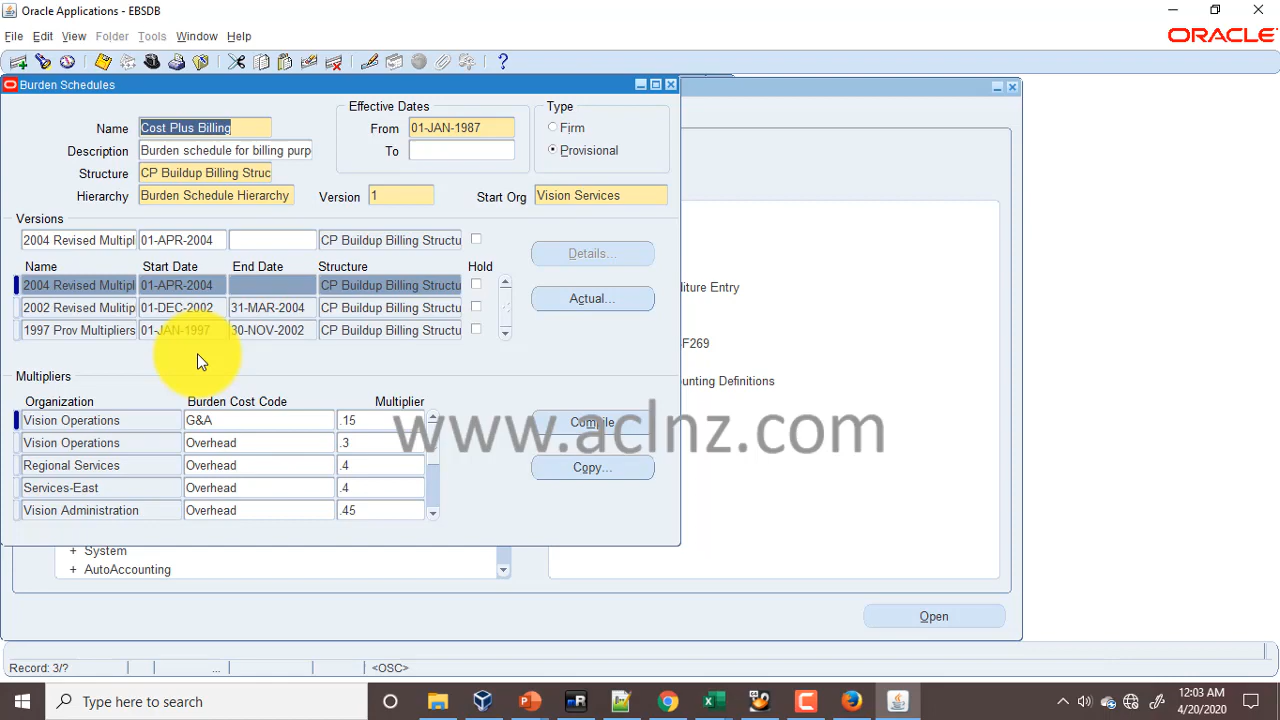 Oracle Applications - EBSDB
File Edit View Folder Tools Window Help
ORACLE
Burden Schedules
Name Cost Plus Billing
Description Burden schedule for billing purp
Structure CP Buildup Billing Struc
Hierarchy Burden Schedule Hierarchy Version 1 Start Org Vision Services
Effective Dates
From 01-JAN-1987
To
Type
Firm
Provisional
Versions
2004 Revised Multipl 01-APR-2004 CP Buildup Billing Structu
Name Start Date End Date Structure Hold
2004 Revised Multipl 01-APR-2004 CP Buildup Billing Structu
2002 Revised Multipl 01-DEC-2002 31-MAR-2004 CP Buildup Billing Structu
1997 Prov Multipliers 01-JAN-1997 30-NOV-2002 CP Buildup Billing Structu
Details...
Actual...
Multipliers
Organization Burden Cost Code Multiplier
Vision Operations G&A .15
Vision Operations Overhead .3
Regional Services Overhead .4
Services-East Overhead .4
Vision Administration Overhead .45
Compile
Copy...
www.aclnz.com
diture Entry
F269
unting Definitions
+ System
+ AutoAccounting
Open
Record: 3/? ... <OSC>
Type here to search
12:03 AM
4/20/2020